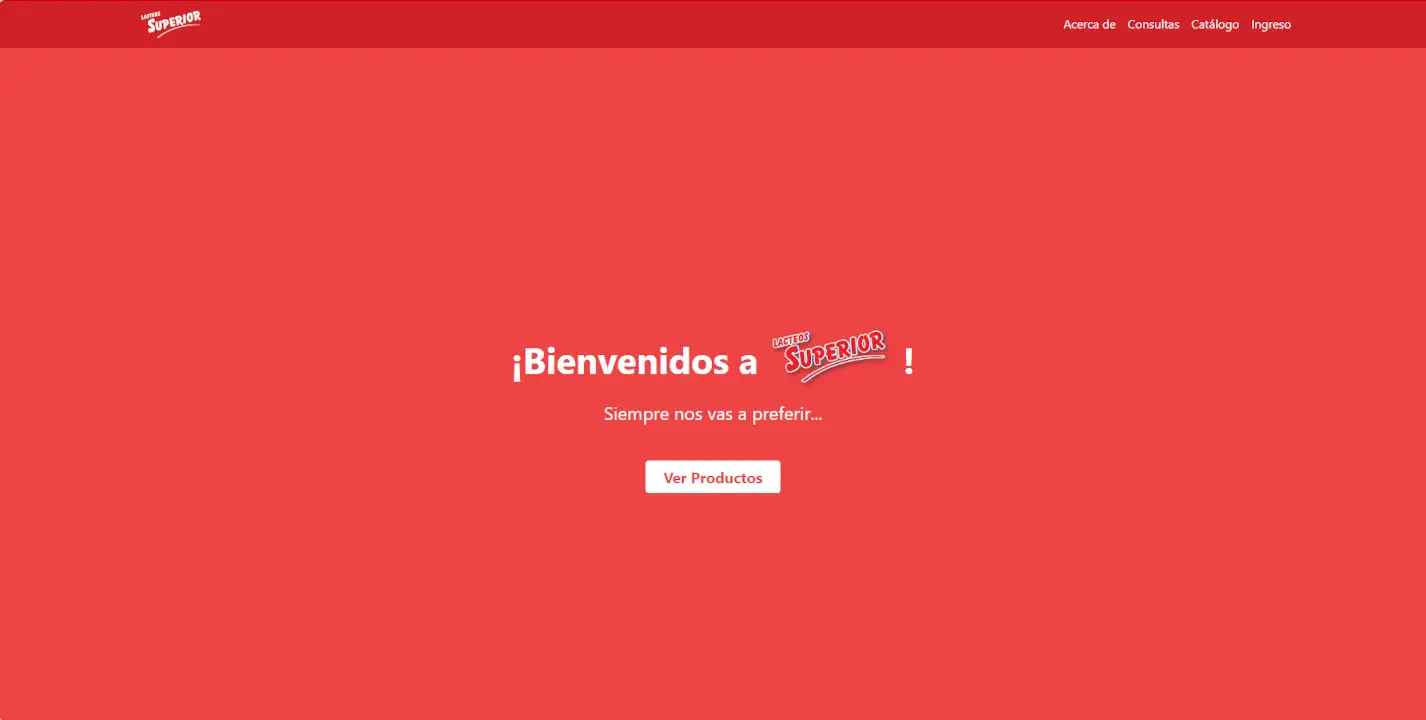 LACTEOS
SUPERIOR
Acerca de Consultas Catálogo Ingreso
¡Bienvenidos a LACTEOS SUPERIOR !
Siempre nos vas a preferir...
Ver Productos